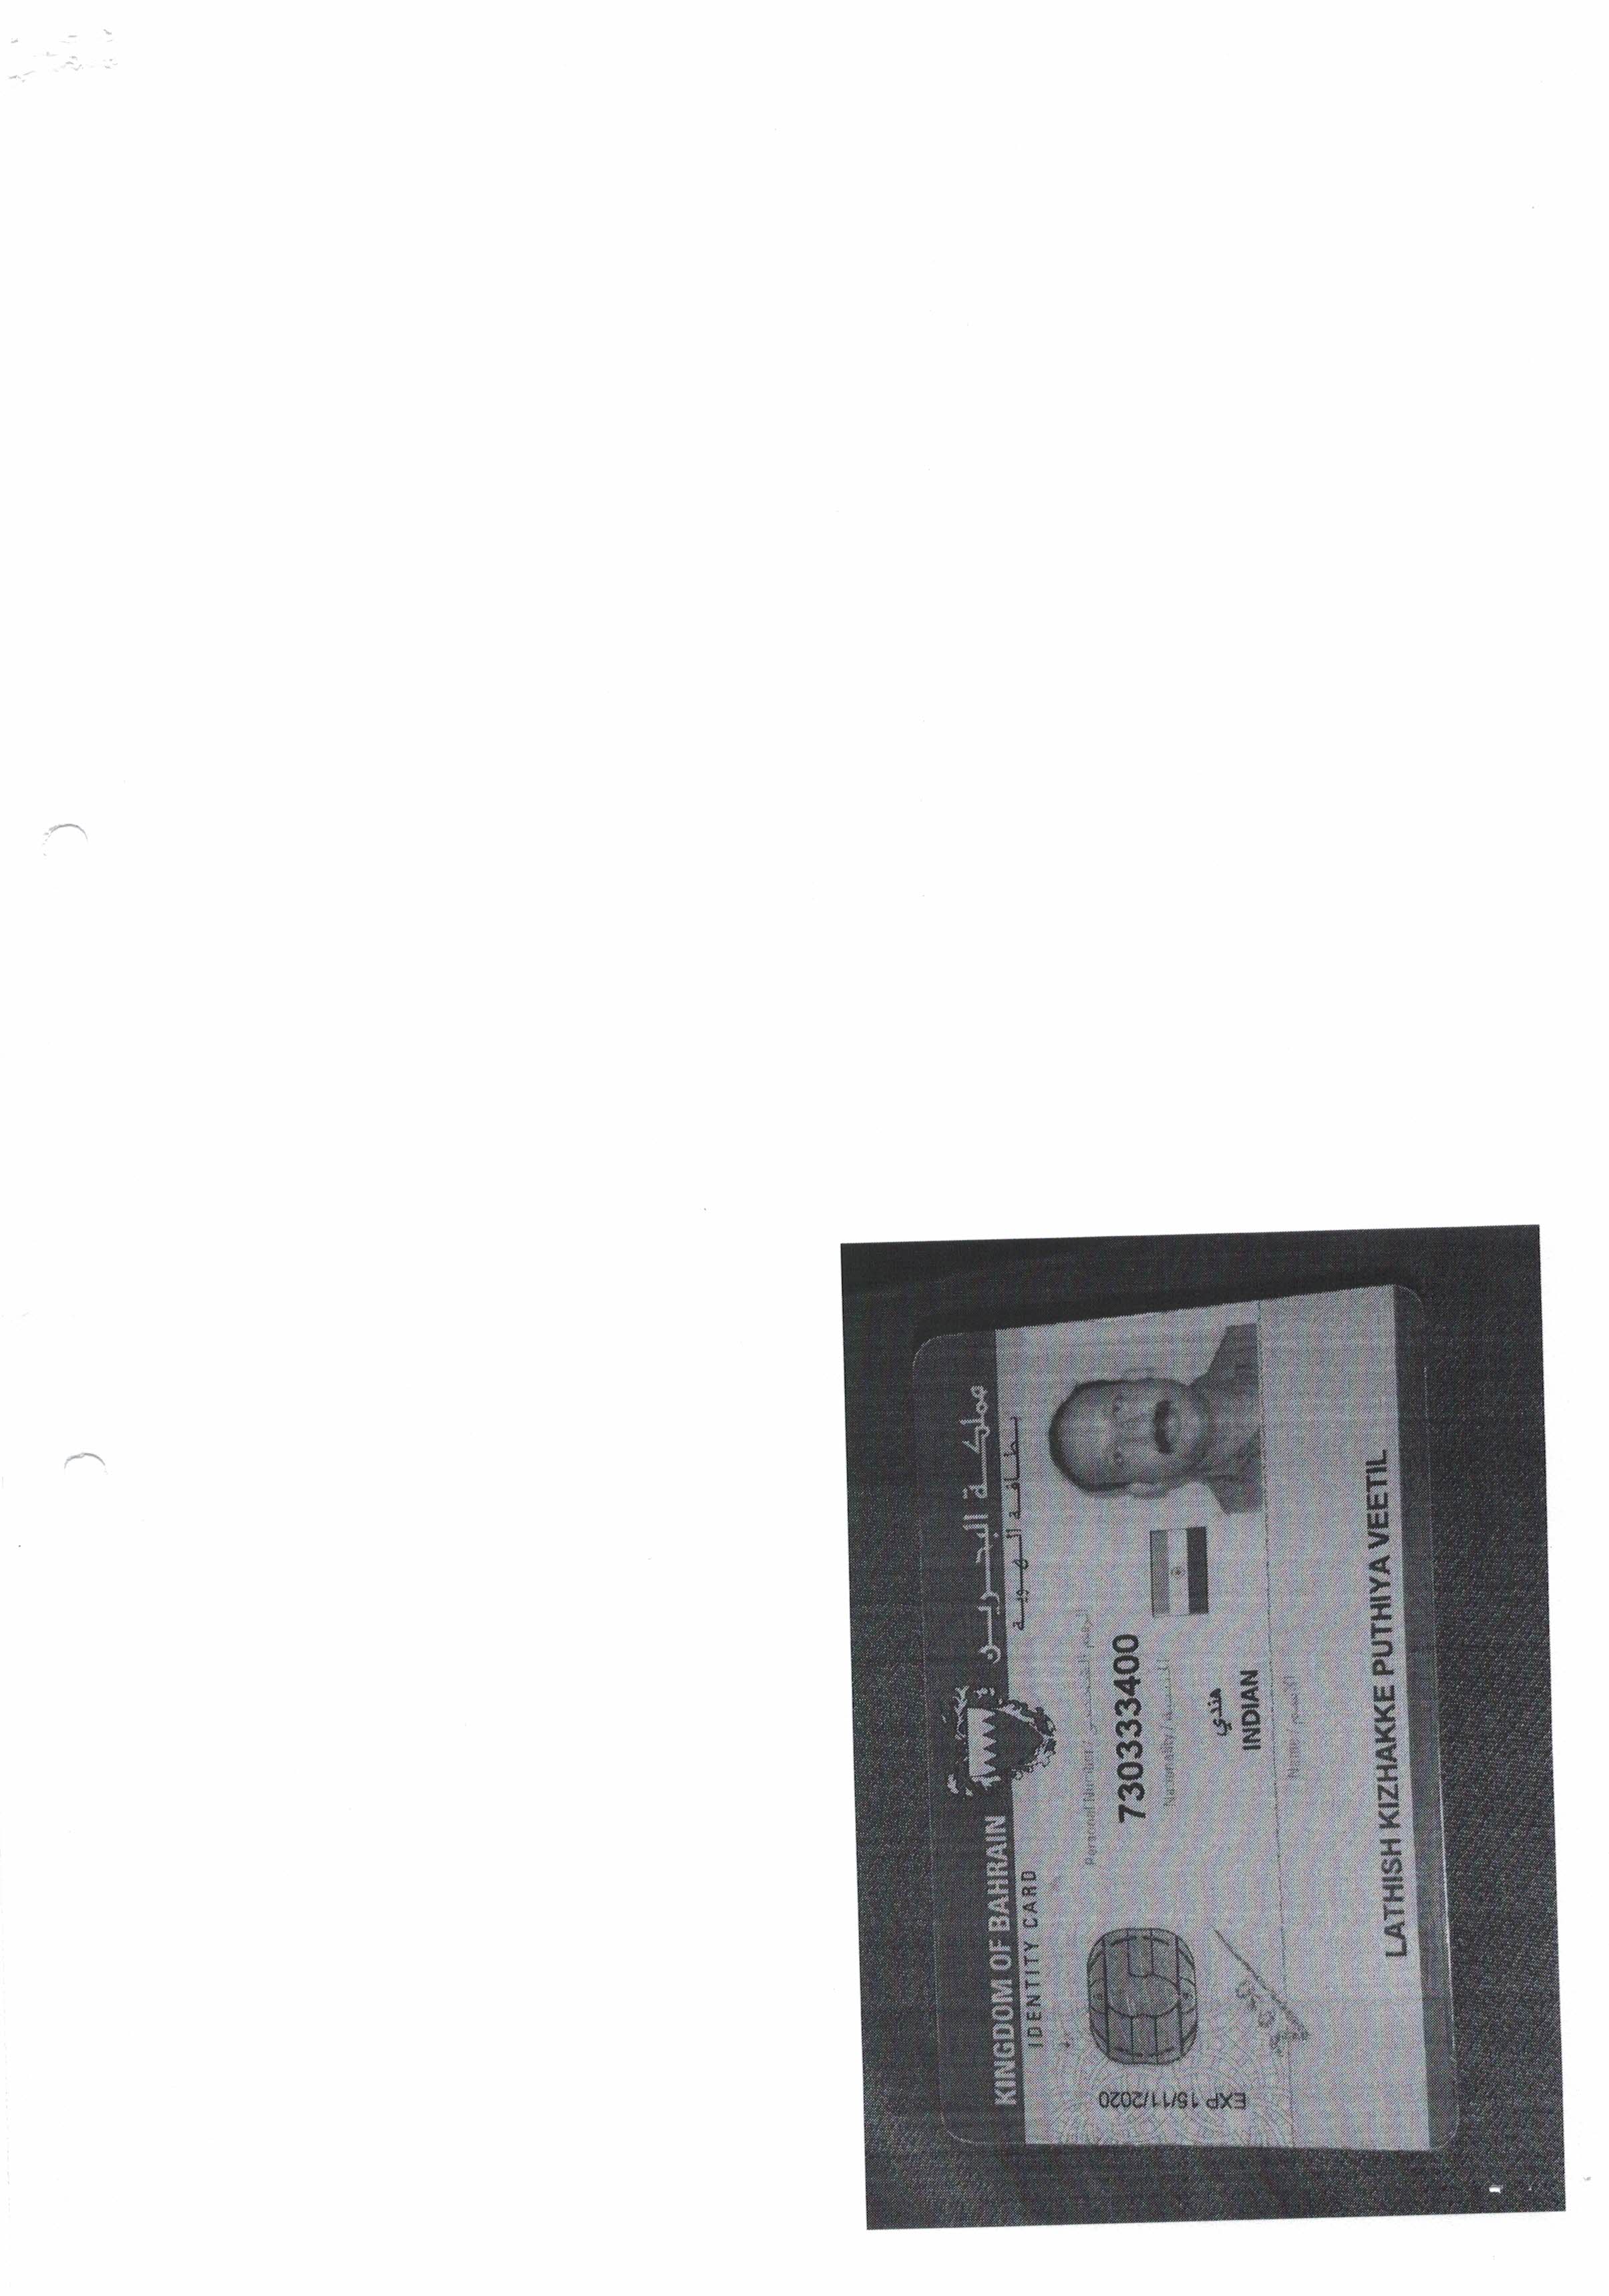 KINGDOM OF BAHRAIN مملكة البحرين
IDENTITY CARD بطاقة الهوية
Personal Number / الرقم الشخصي
730333400
Nationality / الجنسية
هندي
INDIAN
EXP 15/11/2020
Name / الاسم
LATHISH KIZHAKKE PUTHIYA VEETIL